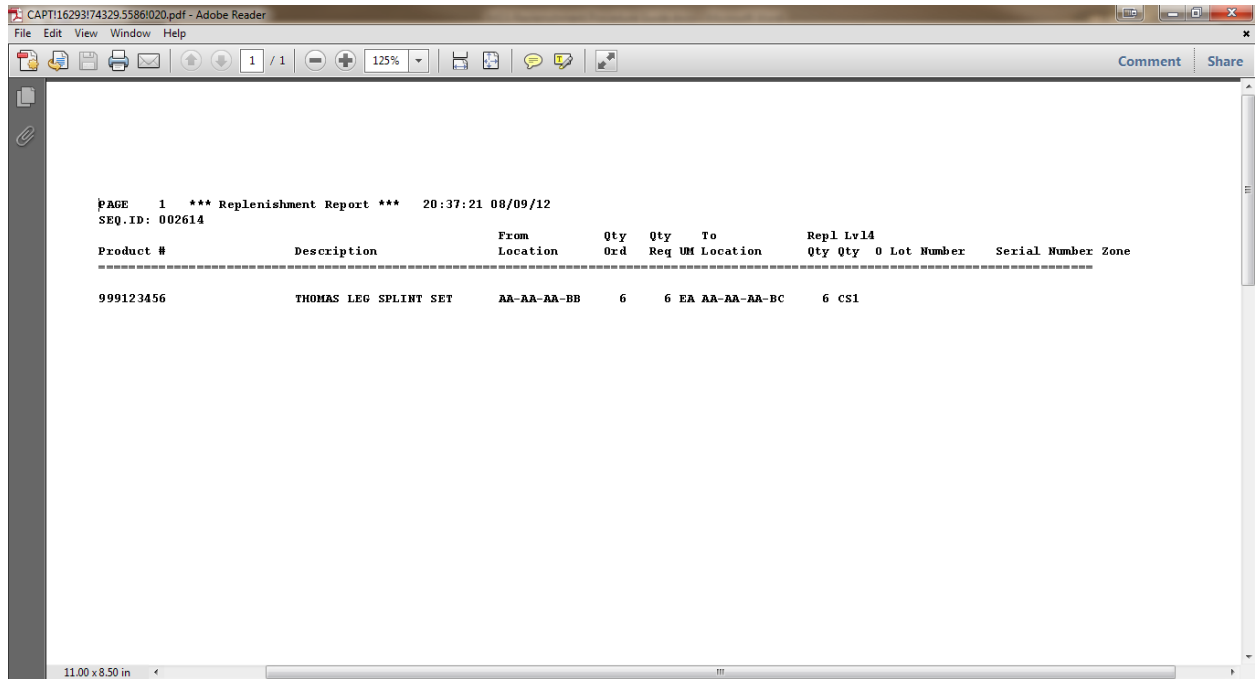 CAPT!16293!74329.5586!020.pdf - Adobe Reader
File Edit View Window Help
1 / 1 125% Comment Share
PAGE 1 *** Replenishment Report *** 20:37:21 08/09/12
SEQ.ID: 002614
From Qty Qty To Repl Lvl4
Product # Description Location Ord Req UM Location Qty Qty O Lot Number Serial Number Zone
999123456 THOMAS LEG SPLINT SET AA-AA-AA-BB 6 6 EA AA-AA-AA-BC 6 CS1
11.00 x 8.50 in